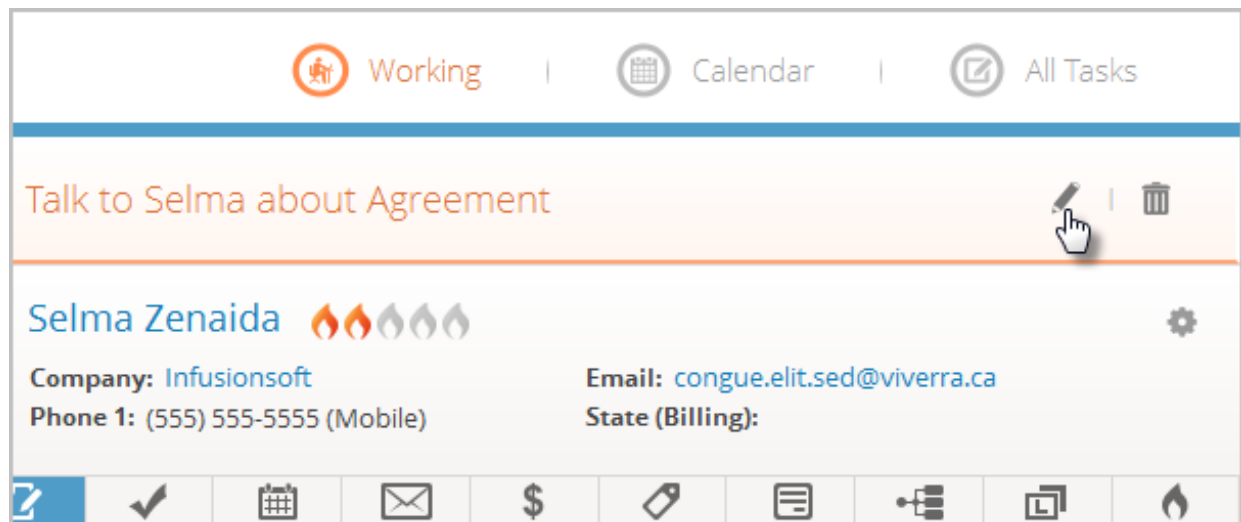 Working | Calendar | All Tasks
Talk to Selma about Agreement
Selma Zenaida
Company: Infusionsoft
Email: congue.elit.sed@viverra.ca
Phone 1: (555) 555-5555 (Mobile)
State (Billing):
$
L